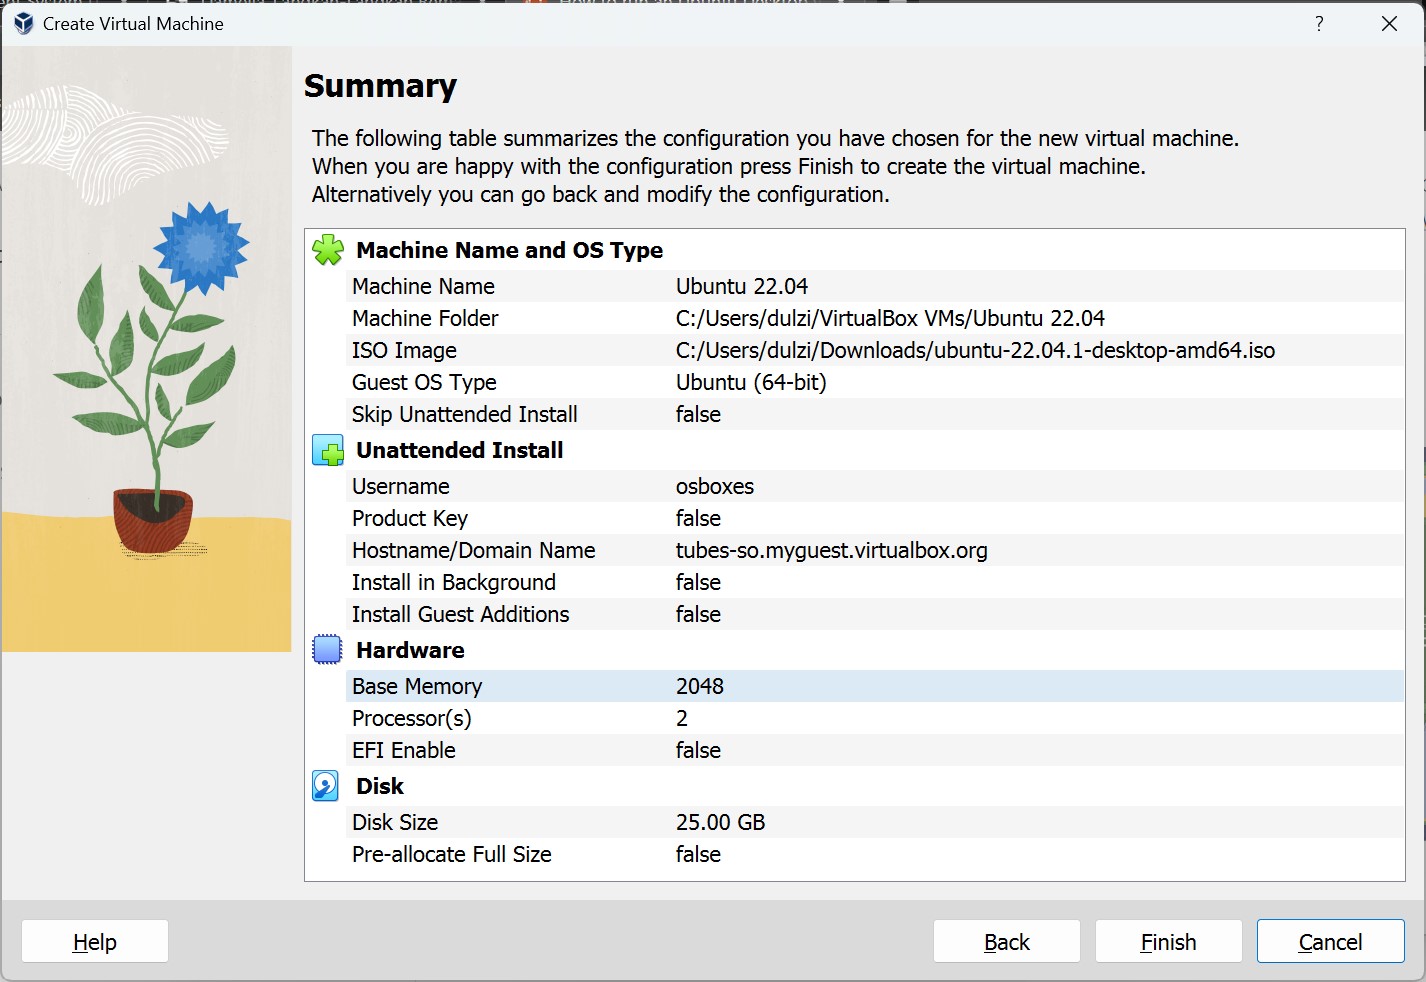 Create Virtual Machine
?
Summary
The following table summarizes the configuration you have chosen for the new virtual machine.
When you are happy with the configuration press Finish to create the virtual machine.
Alternatively you can go back and modify the configuration.
Machine Name and OS Type
Machine Name Ubuntu 22.04
Machine Folder C:/Users/dulzi/VirtualBox VMs/Ubuntu 22.04
ISO Image C:/Users/dulzi/Downloads/ubuntu-22.04.1-desktop-amd64.iso
Guest OS Type Ubuntu (64-bit)
Skip Unattended Install false
Unattended Install
Username osboxes
Product Key false
Hostname/Domain Name tubes-so.myguest.virtualbox.org
Install in Background false
Install Guest Additions false
Hardware
Base Memory 2048
Processor(s) 2
EFI Enable false
Disk
Disk Size 25.00 GB
Pre-allocate Full Size false
Help Back Finish Cancel